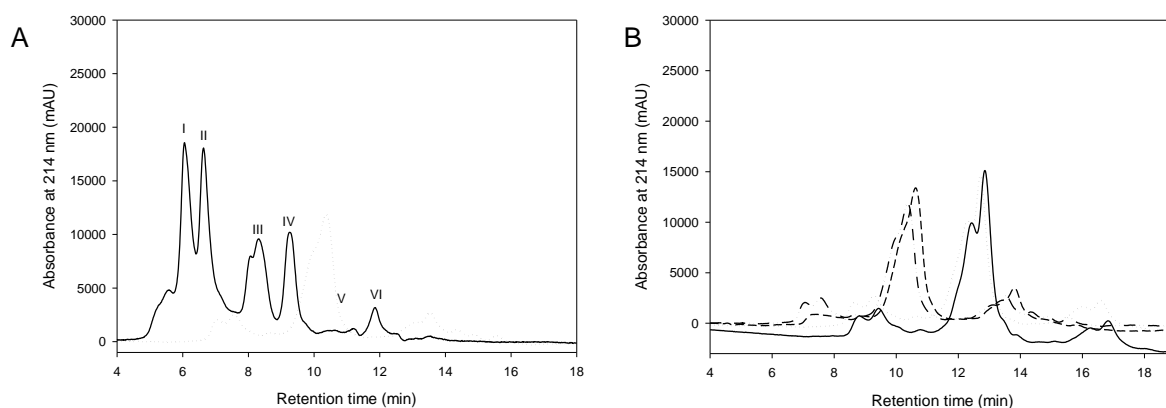 A
30000
25000
20000
15000
10000
5000
0
Absorbance at 214 nm (mAU)
I
II
III
IV
V
VI
4 6 8 10 12 14 16 18
Retention time (min)
B
30000
25000
20000
15000
10000
5000
0
Absorbance at 214 nm (mAU)
4 6 8 10 12 14 16 18
Retention time (min)